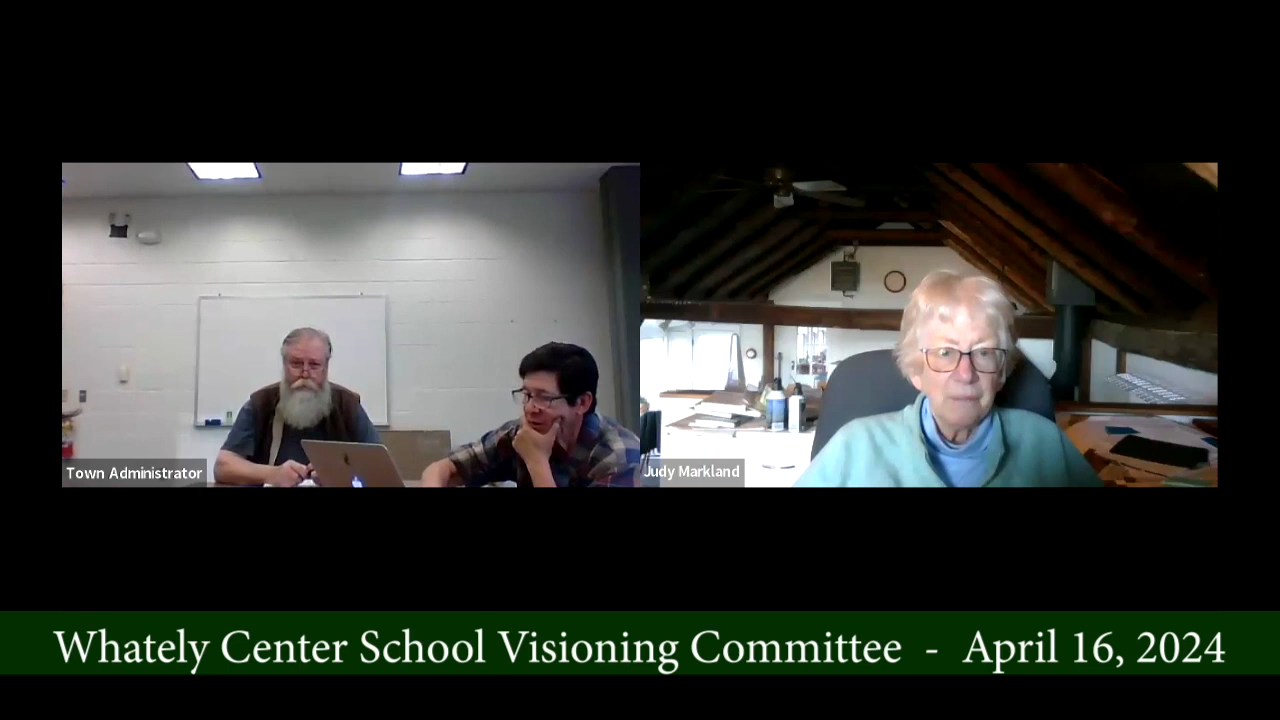 Town Administrator
Judy Markland
Whately Center School Visioning Committee - April 16, 2024